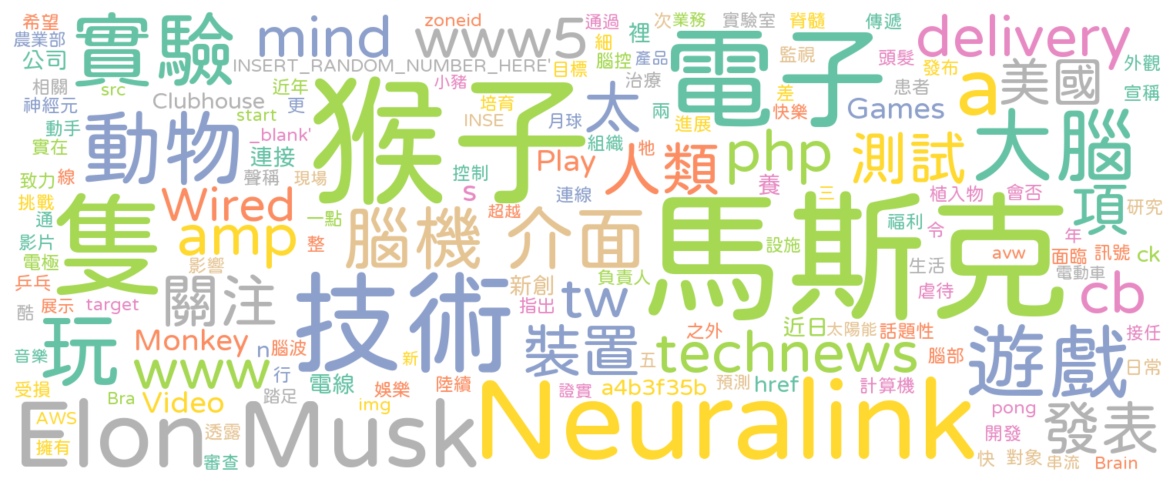 希望 實驗 mind zoneid www5 通過 次 業務 實驗室 脊髓 傳遞 delivery
農業部 細 裡 電子 監視 頭髮
公司 INSERT_RANDOM_NUMBER_HERE' 腦控 目標 產品 發布 外觀
相關 src 近年 小豬 治療 a 美國 患者 宣稱
神經元 Clubhouse 更 猴子 培育 月球 太 兩 差 快樂 Games
動手 動物 start INSE 組織 進展 大腦
實在 _blank' 連接 Play 人類 牠 php 測試
致力 線 聲稱 現場 控制 s 連線 養 三 植入物 會否
挑戰 隻 Wired 超越 福利 項 研究
通 一點 腦機 介面 馬斯克 令 年
影片 amp 整 設施 avw 面臨 訊號 ck
電極 影響 負責人 生活 電動車
乒乓 展示 target 關注 技術 新創 tw 虐待 cb
酷 指出 近日 太陽能 話題性 接任
玩 Monkey n 腦波 裝置 之外 technews 遊戲
音樂 www 行 新 五 腦部 日常
受損 Bra 電線 娛樂 陸續 證實 a4b3f35b 預測 href 計算機
AWS Video 踏足 img pong 發表
擁有 透露 Elon Musk Neuralink 開發
審查 快 對象 串流 Brain